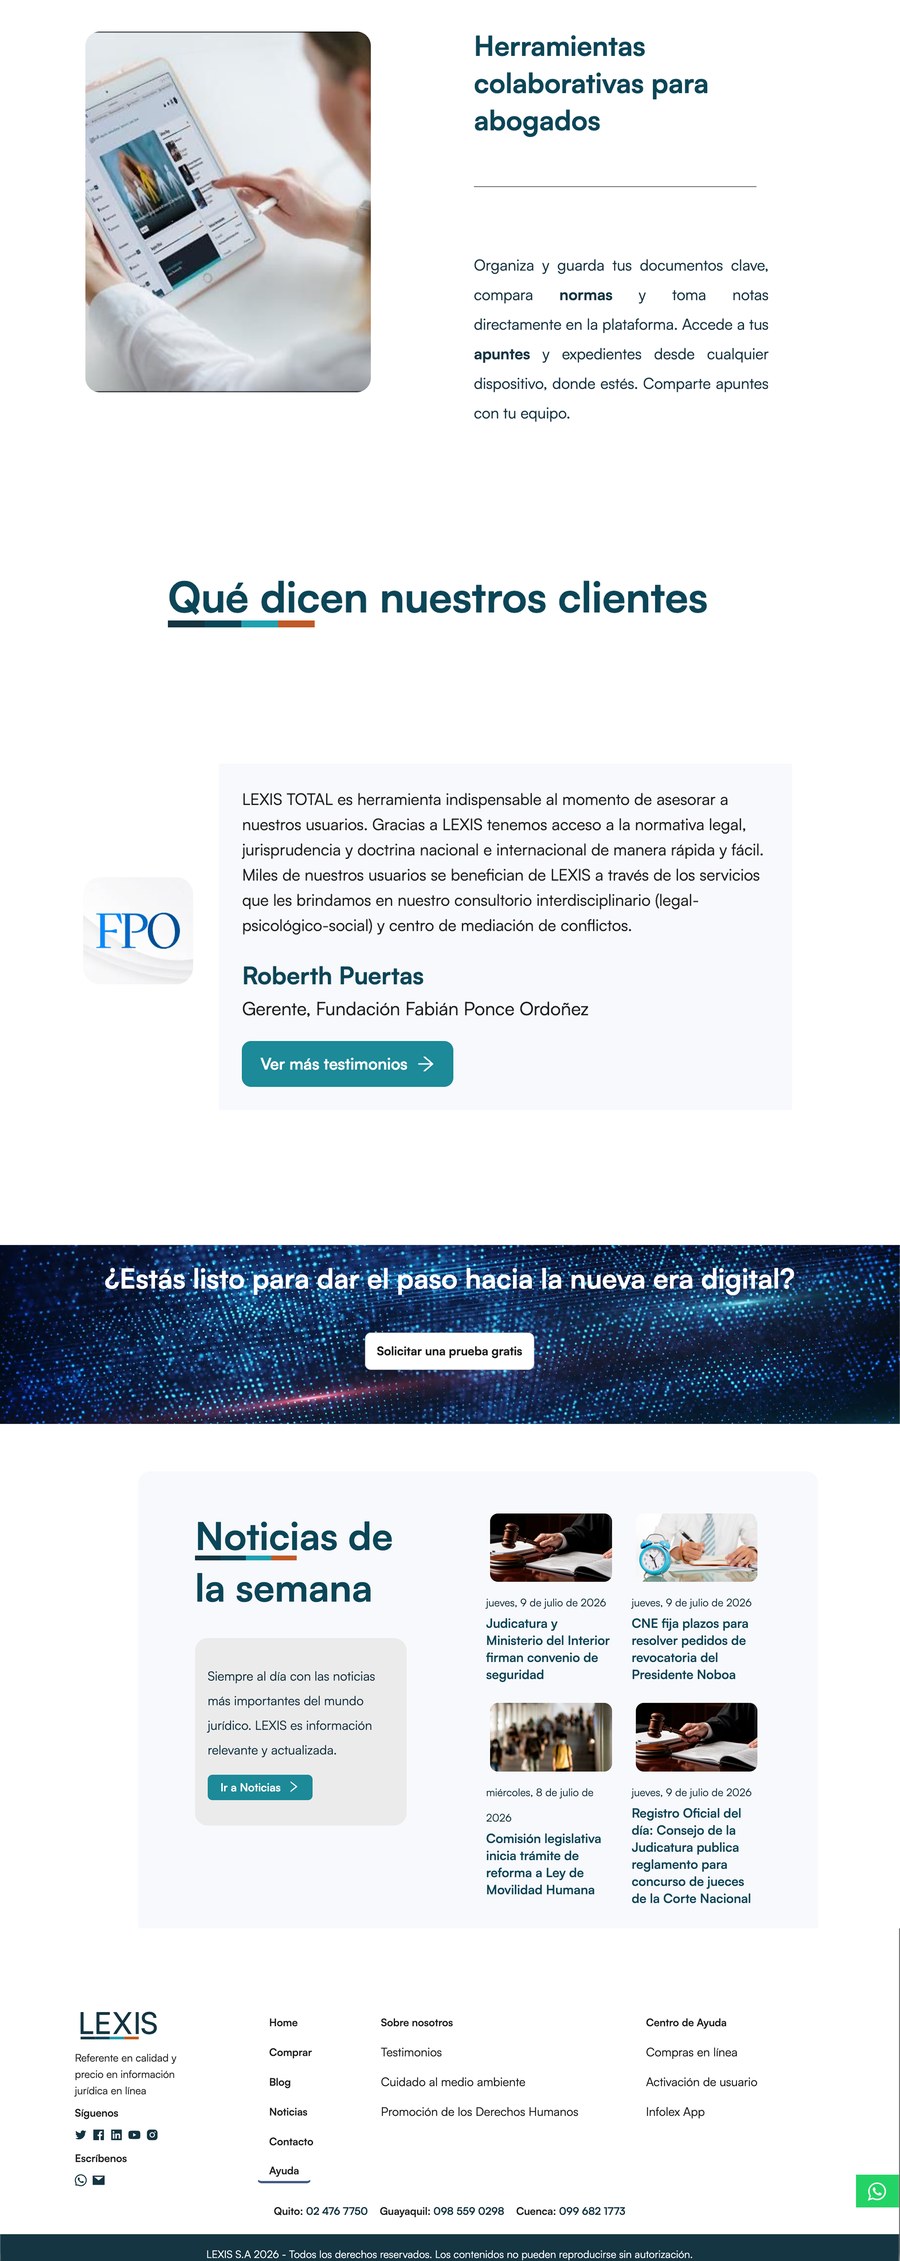 Herramientas
colaborativas para
abogados
Organiza y guarda tus documentos clave,
compara normas y toma notas
directamente en la plataforma. Accede a tus
apuntes y expedientes desde cualquier
dispositivo, donde estés. Comparte apuntes
con tu equipo.
Qué dicen nuestros clientes
FPO
LEXIS TOTAL es herramienta indispensable al momento de asesorar a
nuestros usuarios. Gracias a LEXIS tenemos acceso a la normativa legal,
jurisprudencia y doctrina nacional e internacional de manera rápida y fácil.
Miles de nuestros usuarios se benefician de LEXIS a través de los servicios
que les brindamos en nuestro consultorio interdisciplinario (legal-
psicológico-social) y centro de mediación de conflictos.
Roberth Puertas
Gerente, Fundación Fabián Ponce Ordoñez
Ver más testimonios
¿Estás listo para dar el paso hacia la nueva era digital?
Solicitar una prueba gratis
Noticias de
la semana
Siempre al día con las noticias
más importantes del mundo
jurídico. LEXIS es información
relevante y actualizada.
Ir a Noticias
jueves, 9 de julio de 2026
Judicatura y
Ministerio del Interior
firman convenio de
seguridad
jueves, 9 de julio de 2026
CNE fija plazos para
resolver pedidos de
revocatoria del
Presidente Noboa
miércoles, 8 de julio de
2026
Comisión legislativa
inicia trámite de
reforma a Ley de
Movilidad Humana
jueves, 9 de julio de 2026
Registro Oficial del
día: Consejo de la
Judicatura publica
reglamento para
concurso de jueces
de la Corte Nacional
LEXIS
Referente en calidad y
precio en información
jurídica en línea
Síguenos
Escríbenos
Home
Comprar
Blog
Noticias
Contacto
Ayuda
Sobre nosotros
Testimonios
Cuidado al medio ambiente
Promoción de los Derechos Humanos
Centro de Ayuda
Compras en línea
Activación de usuario
Infolex App
Quito: 02 476 7750 Guayaquil: 098 559 0298 Cuenca: 099 682 1773
LEXIS S.A 2026 - Todos los derechos reservados. Los contenidos no pueden reproducirse sin autorización.